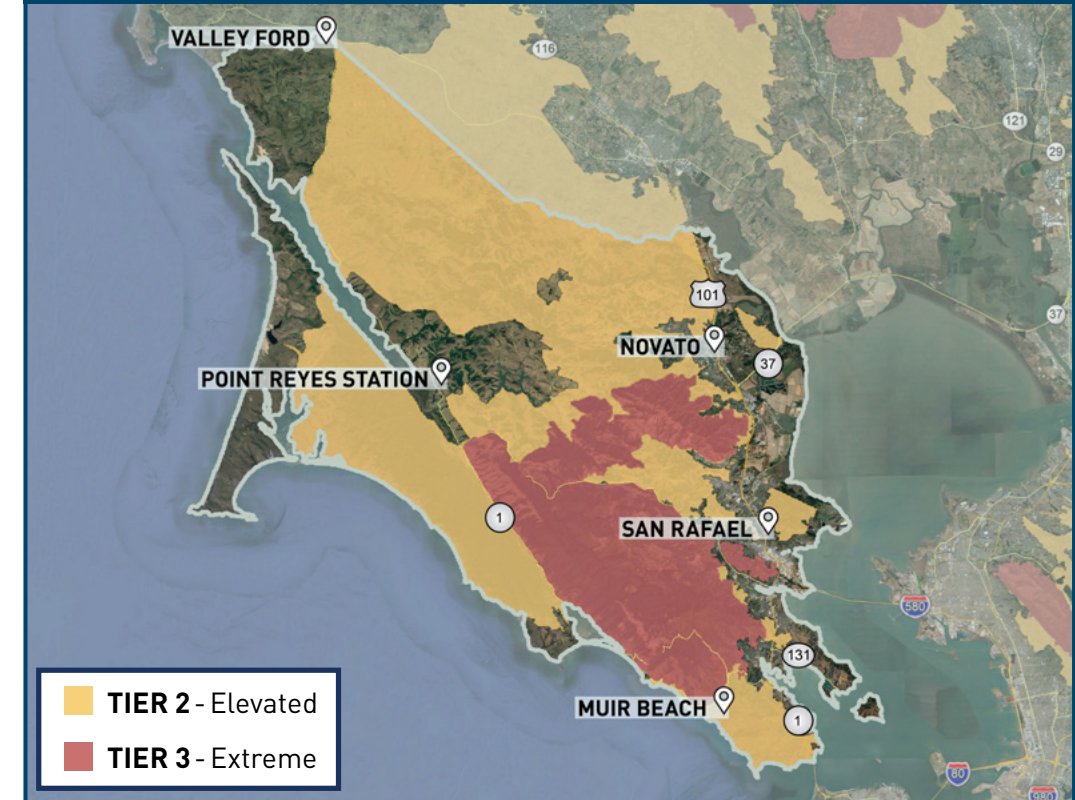 VALLEY FORD
116
121
29
101
37
NOVATO
37
POINT REYES STATION
1
SAN RAFAEL
580
131
MUIR BEACH
1
80
980
TIER 2 - Elevated
TIER 3 - Extreme